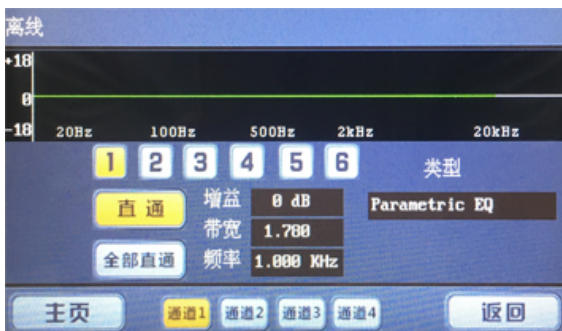 离线
+18
0
-18 20Hz 100Hz 500Hz 2kHz 20kHz
1 2 3 4 5 6 类型
直通 增益 0 dB Parametric EQ
带宽 1.780
全部直通 频率 1.000 KHz
主页 通道1 通道2 通道3 通道4 返回